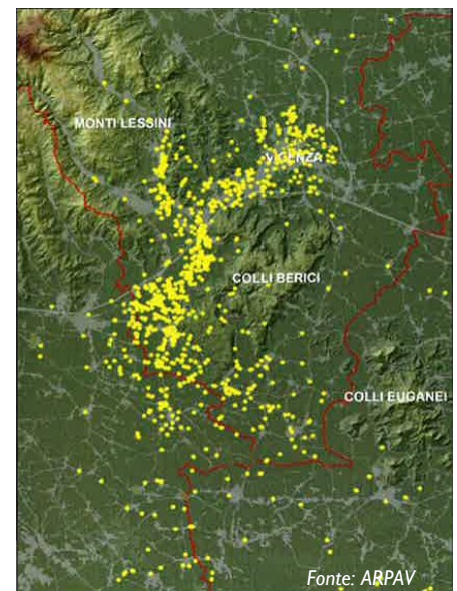 MONTI LESSINI
VICENZA
COLLI BERICI
COLLI EUGANEI
Fonte: ARPAV